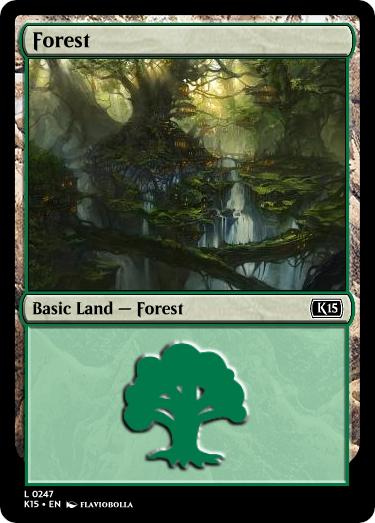 Forest
Basic Land — Forest
K15
L 0247
K15 • EN FLAVIOBOLLA